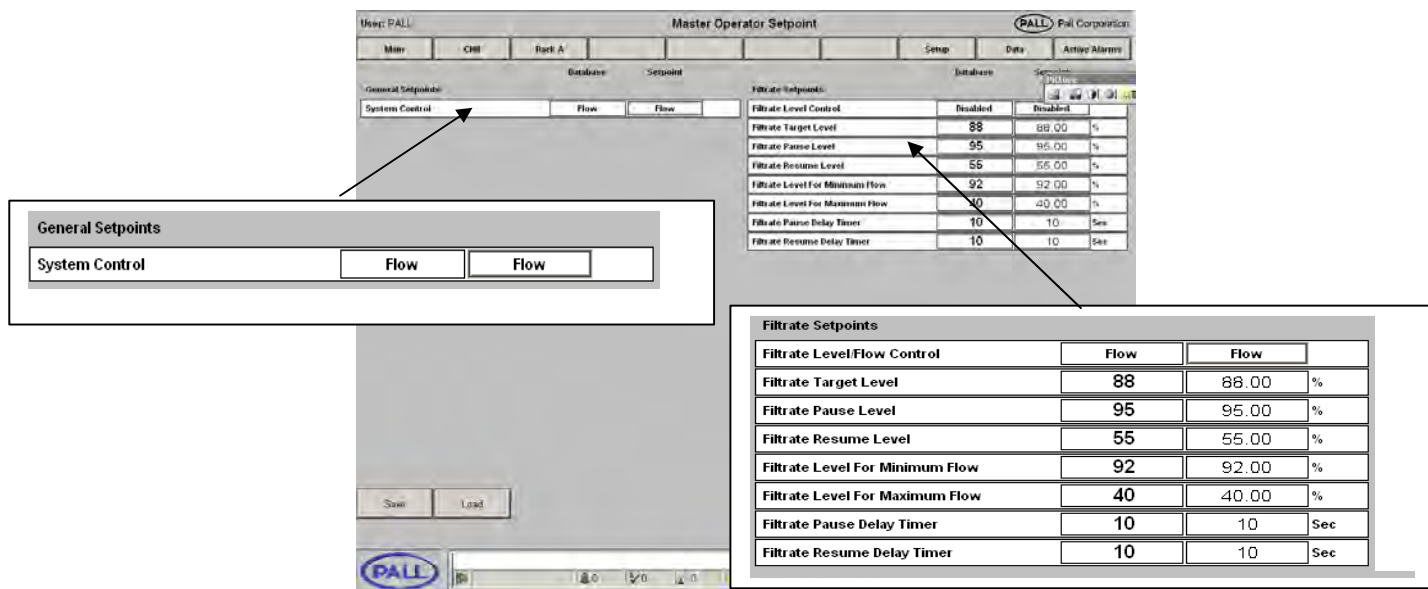 User: PALL Master Operator Setpoint PALL Pall Corporation
Main CHII Rack A Setup Data Active Alarms
Database Setpoint Database
General Setpoints Filtrate Setpoints
System Control Flow Flow Filtrate Level Control Disabled Disabled
Filtrate Target Level 88 88.00 %
Filtrate Pause Level 95 95.00 %
Filtrate Resume Level 55 55.00 %
Filtrate Level For Minimum Flow 92 92.00 %
Filtrate Level For Maximum Flow 40 40.00 %
Filtrate Pause Delay Timer 10 10 Sec
Filtrate Resume Delay Timer 10 10 Sec
General Setpoints
System Control Flow Flow
Filtrate Setpoints
Filtrate Level/Flow Control Flow Flow
Filtrate Target Level 88 88.00 %
Filtrate Pause Level 95 95.00 %
Filtrate Resume Level 55 55.00 %
Filtrate Level For Minimum Flow 92 92.00 %
Filtrate Level For Maximum Flow 40 40.00 %
Filtrate Pause Delay Timer 10 10 Sec
Filtrate Resume Delay Timer 10 10 Sec
Save Load
PALL 0 0 0